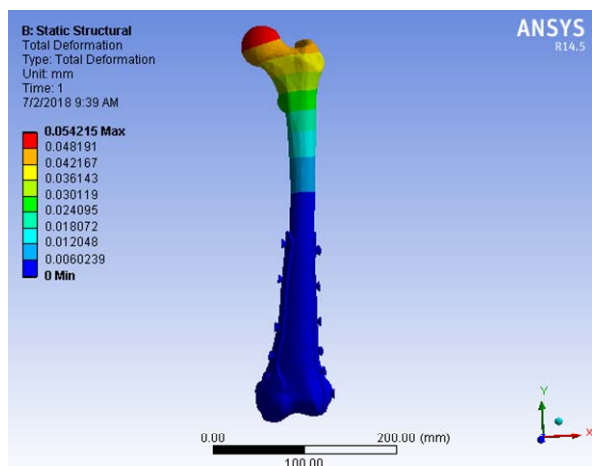 B: Static Structural
Total Deformation
Type: Total Deformation
Unit: mm
Time: 1
7/2/2018 9:39 AM
0.054215 Max
0.048191
0.042167
0.036143
0.030119
0.024095
0.018072
0.012048
0.0060239
0 Min
ANSYS
R14.5
0.00
200.00 (mm)
100.00
Y
X